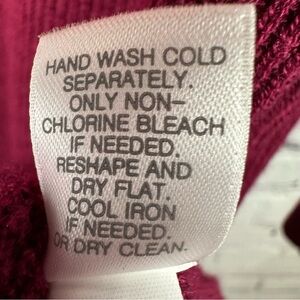 HAND WASH COLD
SEPARATELY.
ONLY NON-
CHLORINE BLEACH
IF NEEDED.
RESHAPE AND
DRY FLAT.
COOL IRON
IF NEEDED.
OR DRY CLEAN.